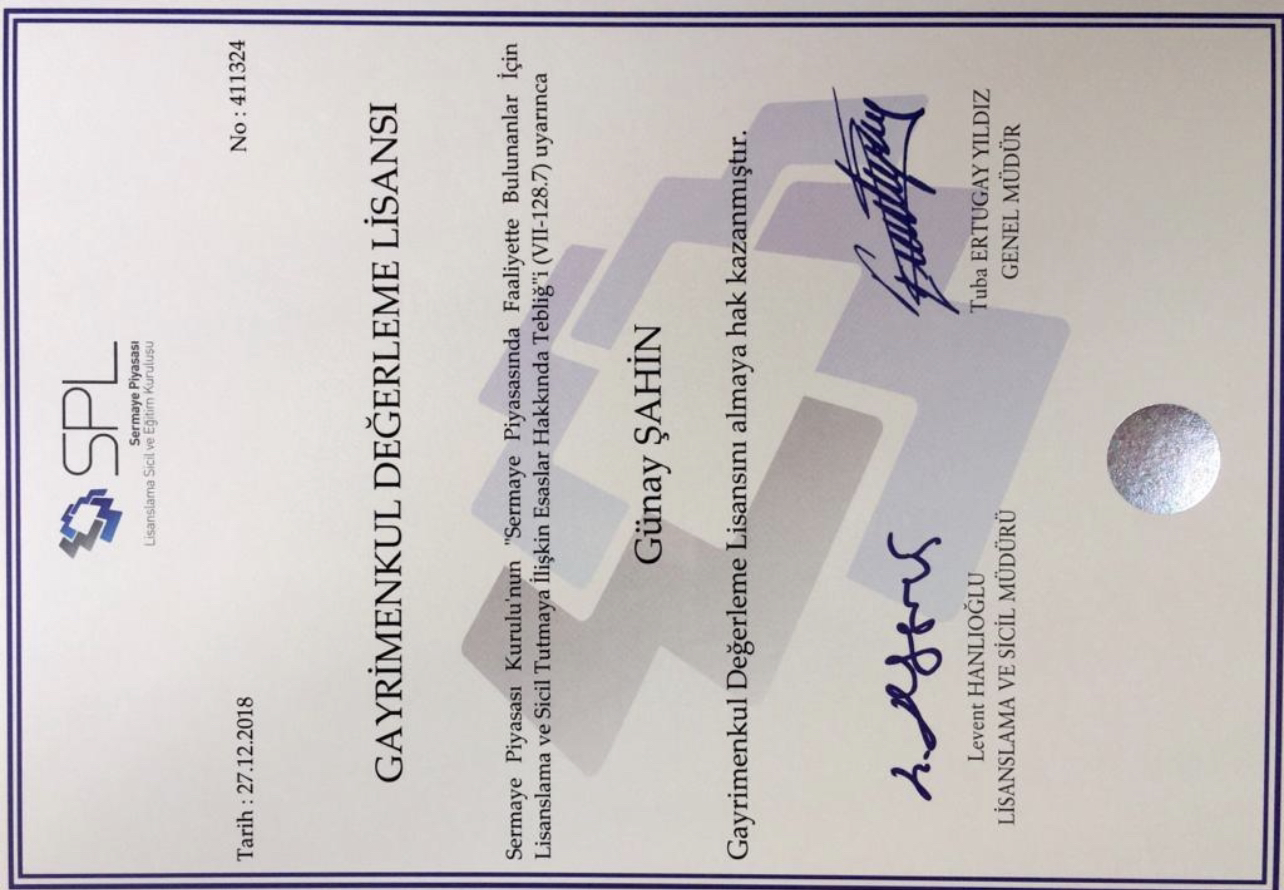 SPL
Sermaye Piyasası
Lisanslama Sicil ve Eğitim Kuruluşu
Tarih : 27.12.2018
No : 411324
GAYRİMENKUL DEĞERLEME LİSANSI
Sermaye Piyasası Kurulu'nun "Sermaye Piyasasında Faaliyette Bulunanlar İçin
Lisanslama ve Sicil Tutmaya İlişkin Esaslar Hakkında Tebliğ"i (VII-128.7) uyarınca
Günay ŞAHİN
Gayrimenkul Değerleme Lisansını almaya hak kazanmıştır.
Levent HANLIOĞLU
LİSANSLAMA VE SİCİL MÜDÜRÜ
Tuba ERTUGAY YILDIZ
GENEL MÜDÜR